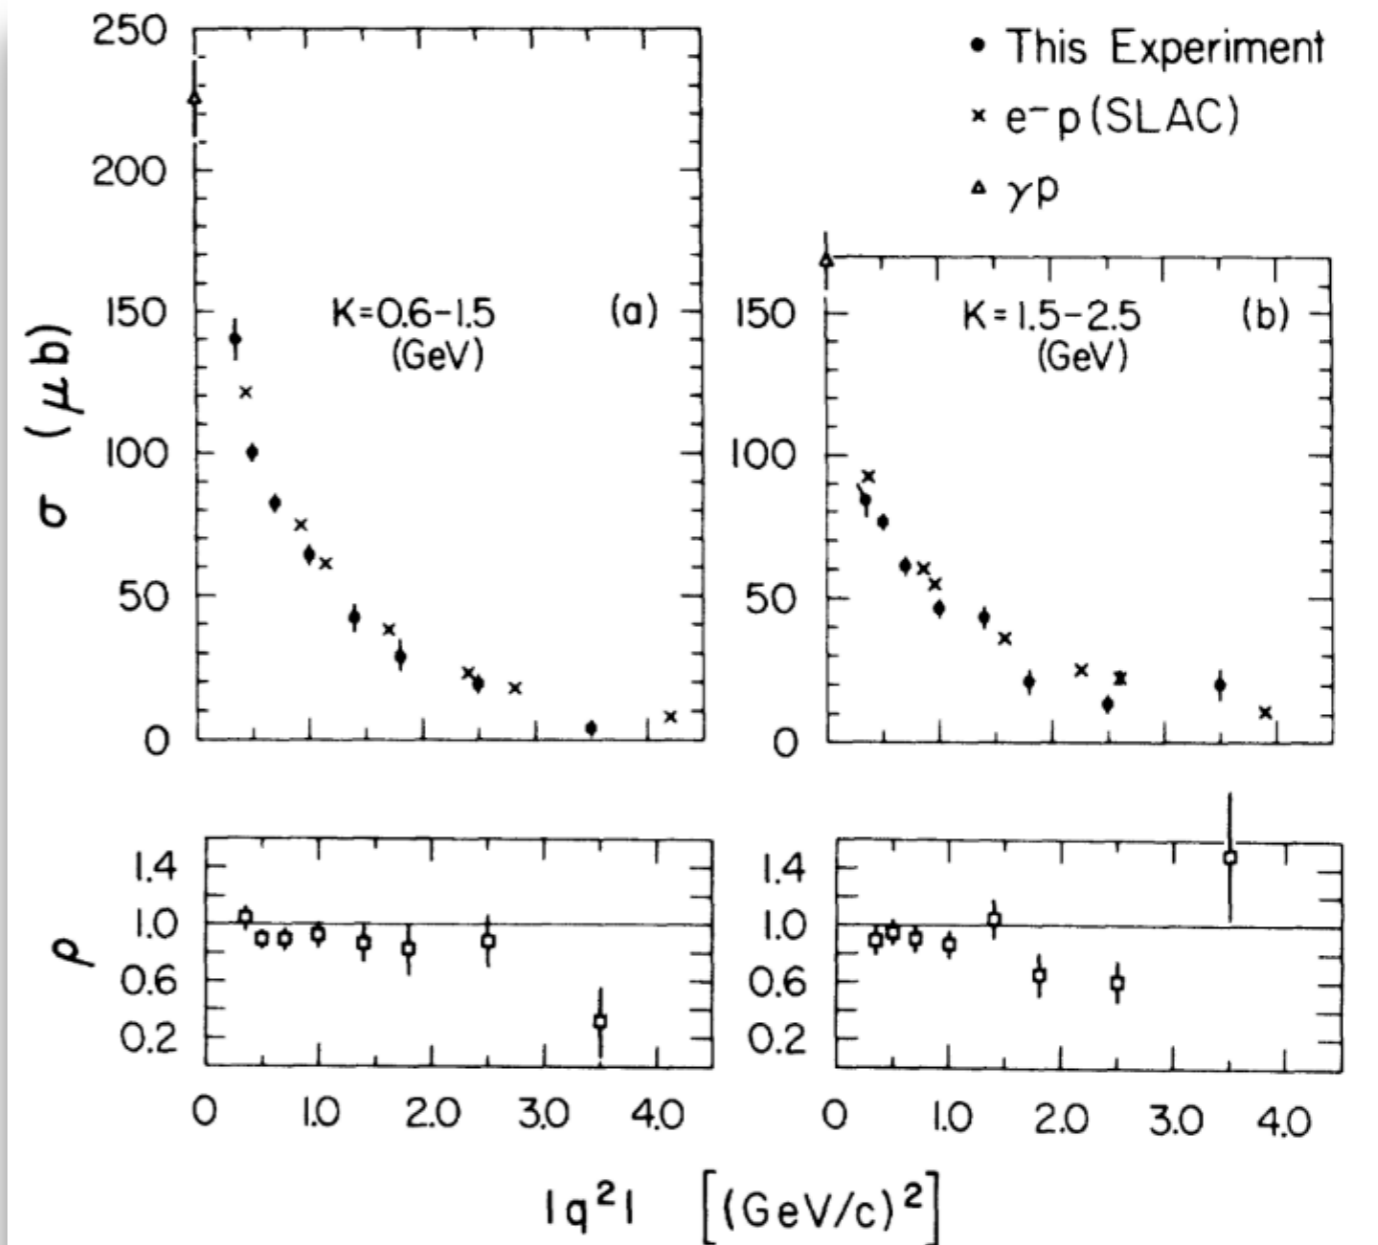 250
200
150
100
50
0
σ (μb)
K=0.6-1.5
(GeV)
(a)
• This Experiment
× e⁻p (SLAC)
△ γp
150
100
50
0
K=1.5-2.5
(GeV)
(b)
1.4
1.0
0.6
0.2
ρ
0 1.0 2.0 3.0 4.0
1.4
1.0
0.6
0.2
0 1.0 2.0 3.0 4.0
|q²| [(GeV/c)²]